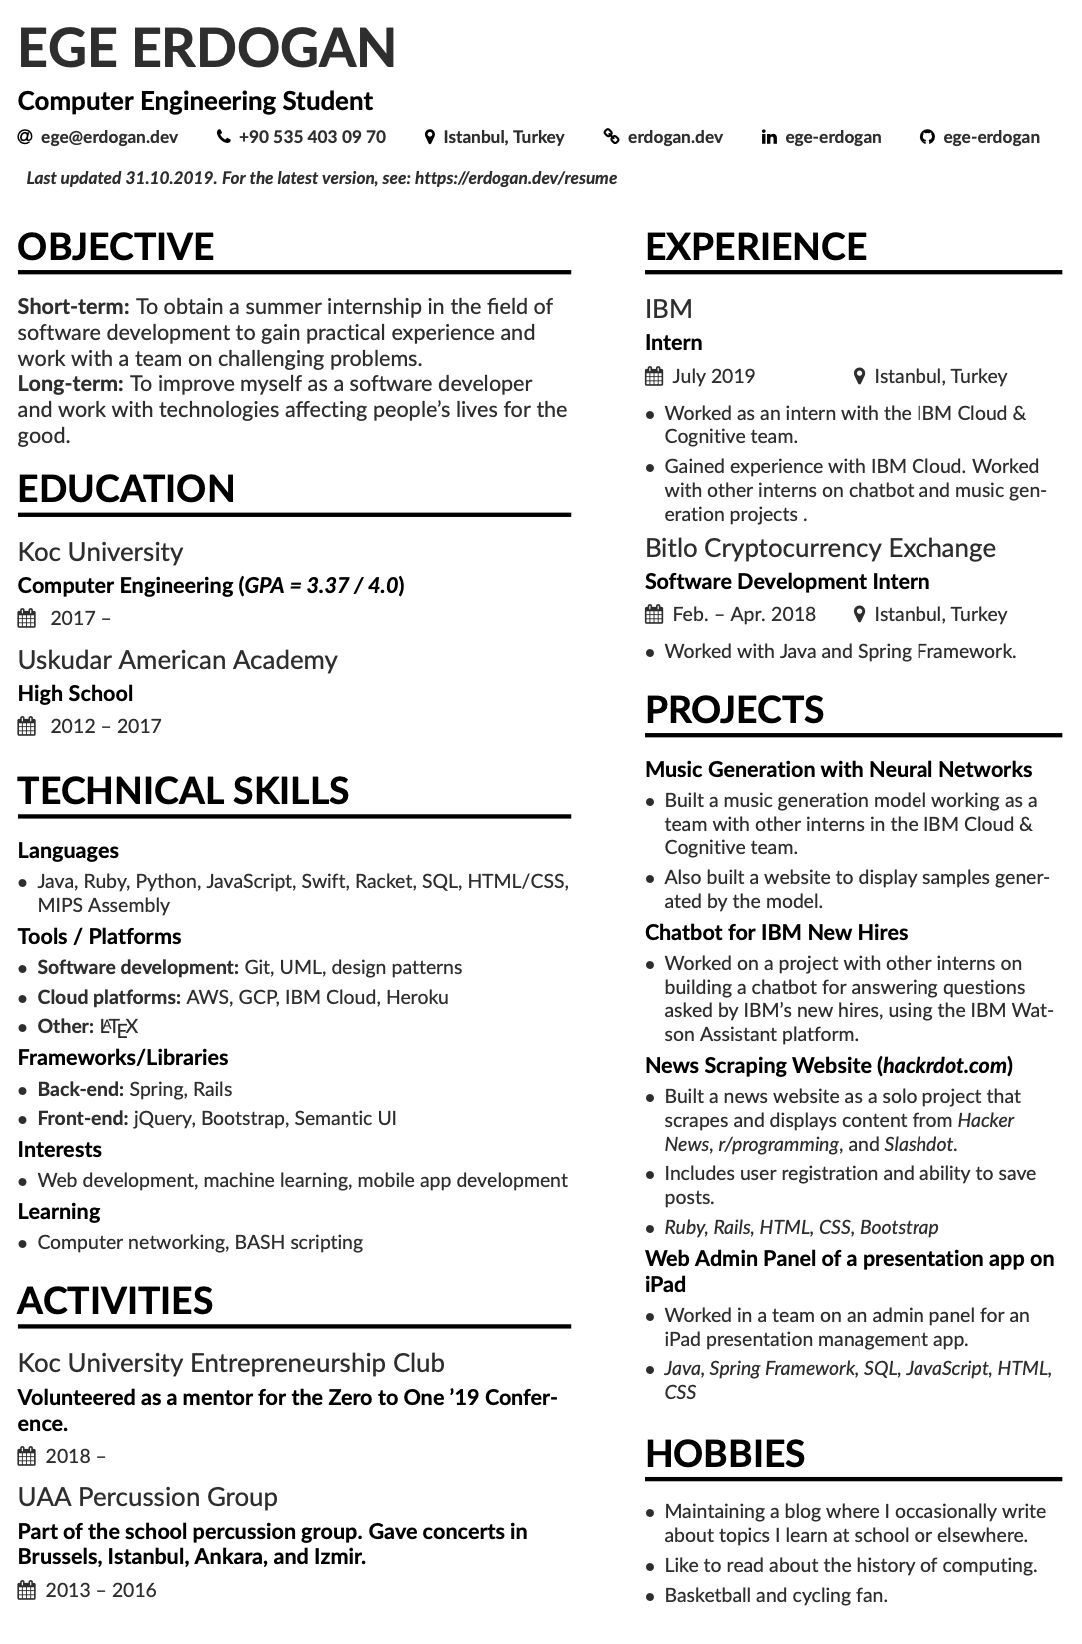 EGE ERDOGAN
Computer Engineering Student
ege@erdogan.dev +90 535 403 09 70 Istanbul, Turkey erdogan.dev ege-erdogan ege-erdogan
Last updated 31.10.2019. For the latest version, see: https://erdogan.dev/resume
OBJECTIVE
Short-term: To obtain a summer internship in the field of
software development to gain practical experience and
work with a team on challenging problems.
Long-term: To improve myself as a software developer
and work with technologies affecting people's lives for the
good.
EDUCATION
Koc University
Computer Engineering (GPA = 3.37 / 4.0)
2017 –
Uskudar American Academy
High School
2012 – 2017
TECHNICAL SKILLS
Languages
• Java, Ruby, Python, JavaScript, Swift, Racket, SQL, HTML/CSS,
MIPS Assembly
Tools / Platforms
• Software development: Git, UML, design patterns
• Cloud platforms: AWS, GCP, IBM Cloud, Heroku
• Other: LATEX
Frameworks/Libraries
• Back-end: Spring, Rails
• Front-end: jQuery, Bootstrap, Semantic UI
Interests
• Web development, machine learning, mobile app development
Learning
• Computer networking, BASH scripting
ACTIVITIES
Koc University Entrepreneurship Club
Volunteered as a mentor for the Zero to One ’19 Confer-
ence.
2018 –
UAA Percussion Group
Part of the school percussion group. Gave concerts in
Brussels, Istanbul, Ankara, and Izmir.
2013 – 2016
EXPERIENCE
IBM
Intern
July 2019 Istanbul, Turkey
• Worked as an intern with the IBM Cloud &
Cognitive team.
• Gained experience with IBM Cloud. Worked
with other interns on chatbot and music gen-
eration projects .
Bitlo Cryptocurrency Exchange
Software Development Intern
Feb. – Apr. 2018 Istanbul, Turkey
• Worked with Java and Spring Framework.
PROJECTS
Music Generation with Neural Networks
• Built a music generation model working as a
team with other interns in the IBM Cloud &
Cognitive team.
• Also built a website to display samples gener-
ated by the model.
Chatbot for IBM New Hires
• Worked on a project with other interns on
building a chatbot for answering questions
asked by IBM’s new hires, using the IBM Wat-
son Assistant platform.
News Scraping Website (hackrdot.com)
• Built a news website as a solo project that
scrapes and displays content from Hacker
News, r/programming, and Slashdot.
• Includes user registration and ability to save
posts.
• Ruby, Rails, HTML, CSS, Bootstrap
Web Admin Panel of a presentation app on
iPad
• Worked in a team on an admin panel for an
iPad presentation management app.
• Java, Spring Framework, SQL, JavaScript, HTML,
CSS
HOBBIES
• Maintaining a blog where I occasionally write
about topics I learn at school or elsewhere.
• Like to read about the history of computing.
• Basketball and cycling fan.